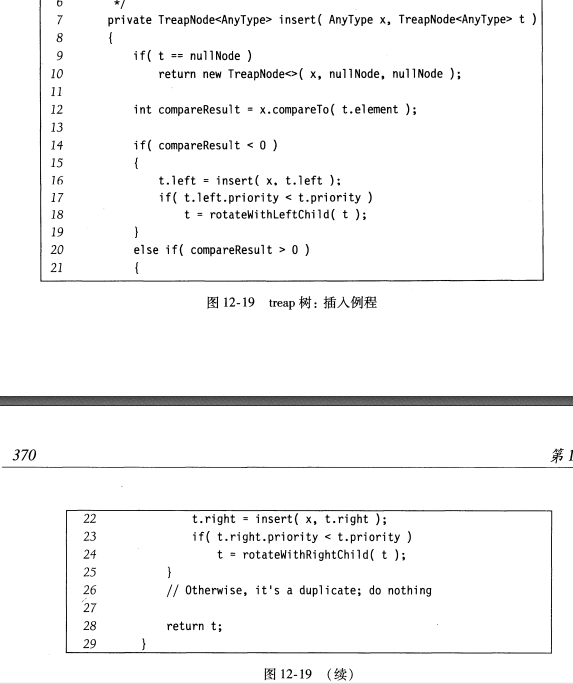 6 */
7 private TreapNode<AnyType> insert( AnyType x, TreapNode<AnyType> t )
8 {
9 if( t == nullNode )
10 return new TreapNode<>( x, nullNode, nullNode );
11
12 int compareResult = x.compareTo( t.element );
13
14 if( compareResult < 0 )
15 {
16 t.left = insert( x, t.left );
17 if( t.left.priority < t.priority )
18 t = rotateWithLeftChild( t );
19 }
20 else if( compareResult > 0 )
21 {
图 12-19 treap 树: 插入例程
370 第 1
22 t.right = insert( x, t.right );
23 if( t.right.priority < t.priority )
24 t = rotateWithRightChild( t );
25 }
26 // Otherwise, it's a duplicate; do nothing
27
28 return t;
29 }
图 12-19 （续）